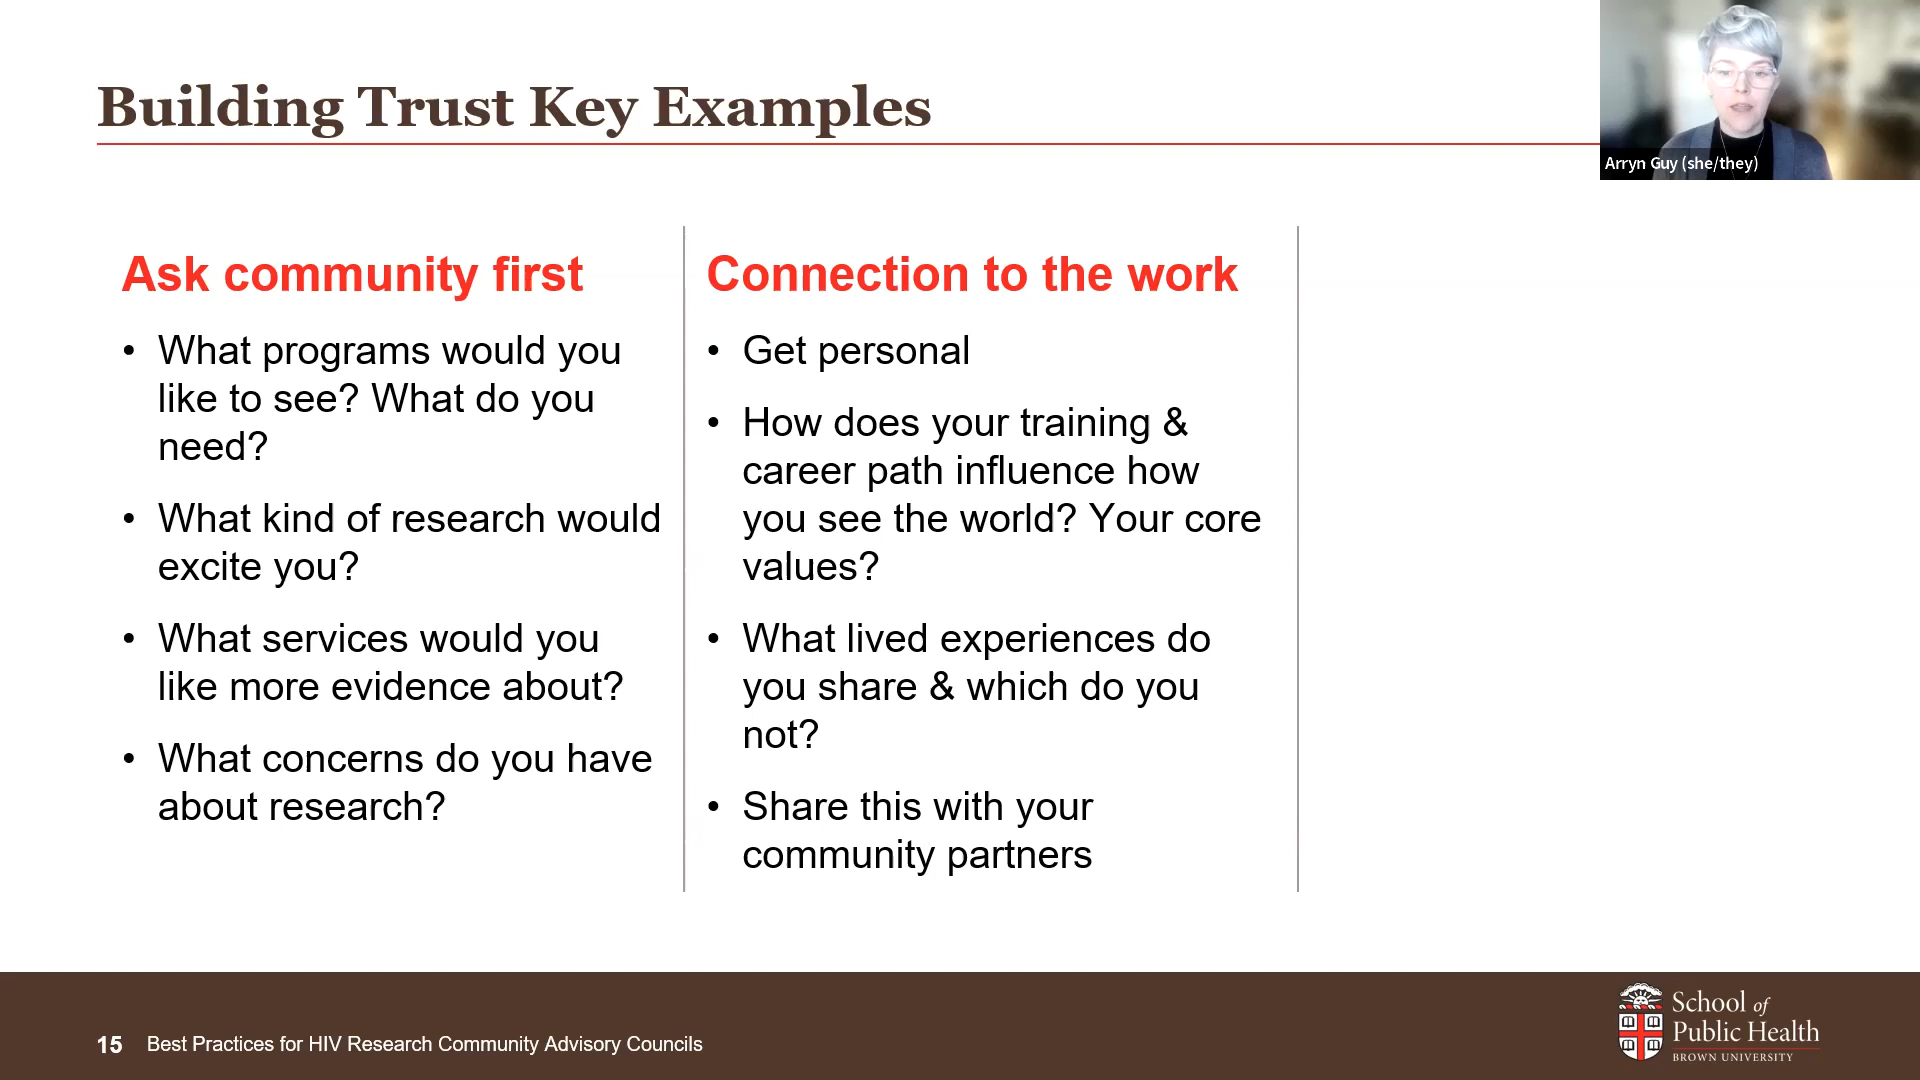 Building Trust Key Examples
Arryn Guy (she/they)
Ask community first
• What programs would you
like to see? What do you
need?
• What kind of research would
excite you?
• What services would you
like more evidence about?
• What concerns do you have
about research?
Connection to the work
• Get personal
• How does your training &
career path influence how
you see the world? Your core
values?
• What lived experiences do
you share & which do you
not?
• Share this with your
community partners
15 Best Practices for HIV Research Community Advisory Councils
School of
Public Health
BROWN UNIVERSITY